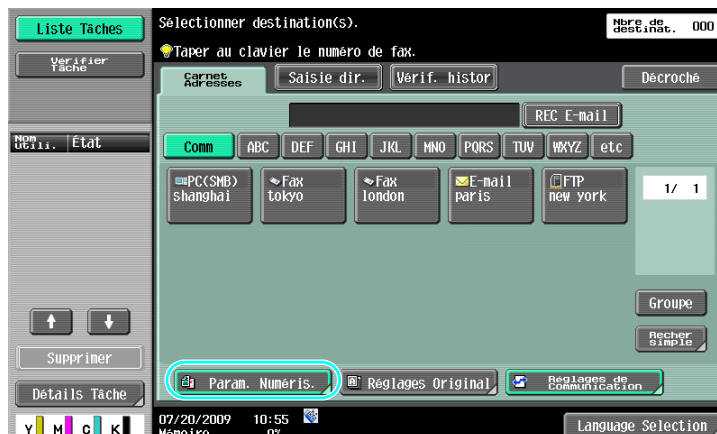 Liste Tâches
Vérifier
Tâche
Nom
Utili.
État
Supprimer
Détails Tâche
Y M C K
Sélectionner destination(s).
Taper au clavier le numéro de fax.
Nbre de
destinat. 000
Carnet
Adresses
Saisie dir.
Vérif. histor
Décroché
REC E-mail
Comm ABC DEF GHI JKL MNO PQRS TUV WXYZ etc
PC(SMB)
shanghai
Fax
tokyo
Fax
london
E-mail
paris
FTP
new york
1/ 1
Groupe
Recher
simple
Param. Numéris.
Réglages Original
Réglages de
Communication
07/20/2009 10:55
Mémoire 0%
Language Selection